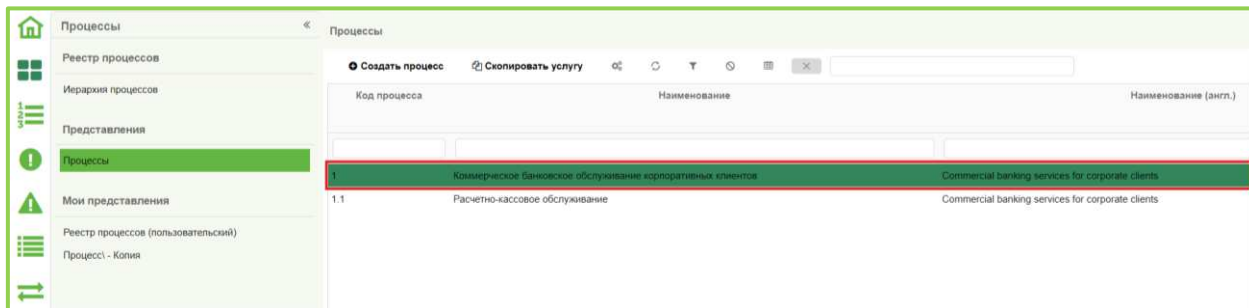 Процессы «
Реестр процессов
Иерархия процессов
Представления
Процессы
Мои представления
Реестр процессов (пользовательский)
Процесс\ - Копия
Процессы
Создать процесс Скопировать услугу
Код процесса Наименование Наименование (англ.)
1 Коммерческое банковское обслуживание корпоративных клиентов Commercial banking services for corporate clients
1.1 Расчетно-кассовое обслуживание Commercial banking services for corporate clients